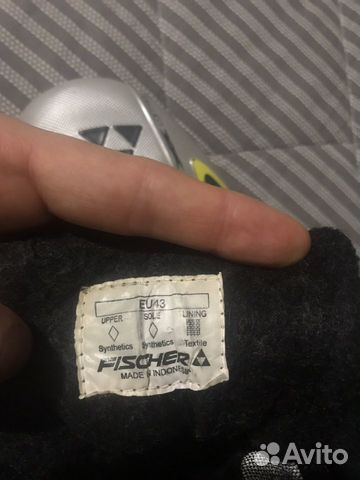 EU43
UPPER SOLE LINING
Synthetics Synthetics Textile
FISCHER
MADE IN INDONESIA
Avito